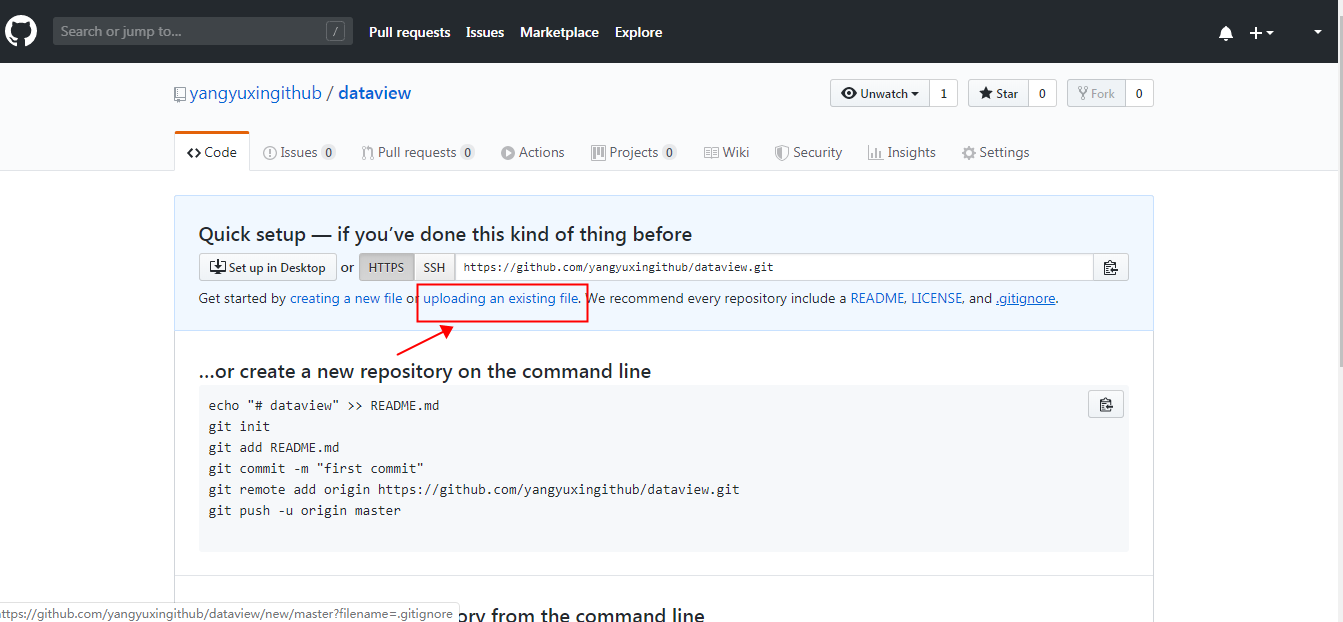 Search or jump to... / Pull requests Issues Marketplace Explore
yangyuxingithub / dataview Unwatch 1 Star 0 Fork 0
Code Issues 0 Pull requests 0 Actions Projects 0 Wiki Security Insights Settings
Quick setup — if you’ve done this kind of thing before
Set up in Desktop or HTTPS SSH https://github.com/yangyuxingithub/dataview.git
Get started by creating a new file or uploading an existing file. We recommend every repository include a README, LICENSE, and .gitignore.
…or create a new repository on the command line
echo "# dataview" >> README.md
git init
git add README.md
git commit -m "first commit"
git remote add origin https://github.com/yangyuxingithub/dataview.git
git push -u origin master
ttps://github.com/yangyuxingithub/dataview/new/master?filename=.gitignore ory from the command line